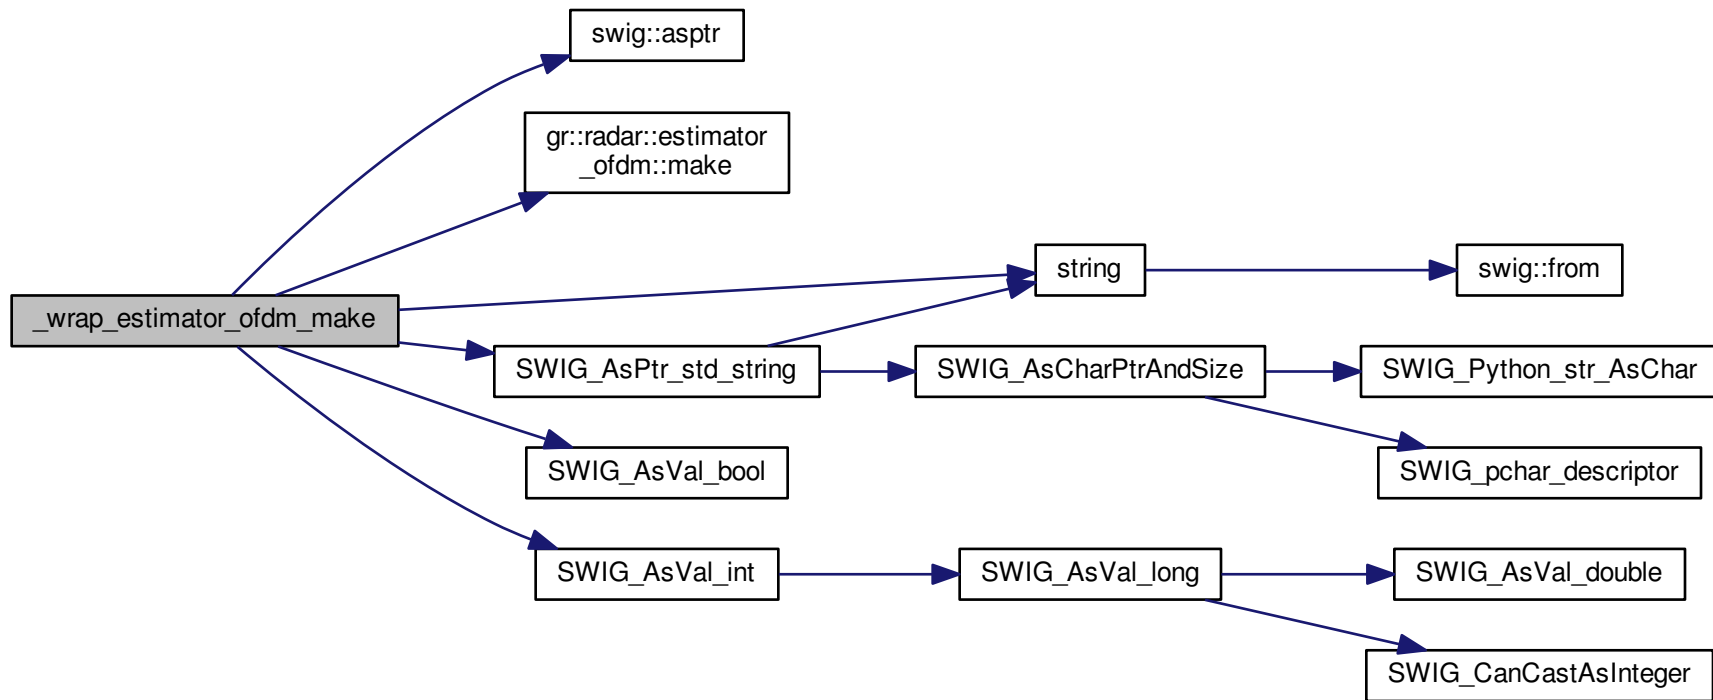 swig::asptr
gr::radar::estimator
_ofdm::make
string
swig::from
_wrap_estimator_ofdm_make
SWIG_AsPtr_std_string
SWIG_AsCharPtrAndSize
SWIG_Python_str_AsChar
SWIG_AsVal_bool
SWIG_pchar_descriptor
SWIG_AsVal_int
SWIG_AsVal_long
SWIG_AsVal_double
SWIG_CanCastAsInteger